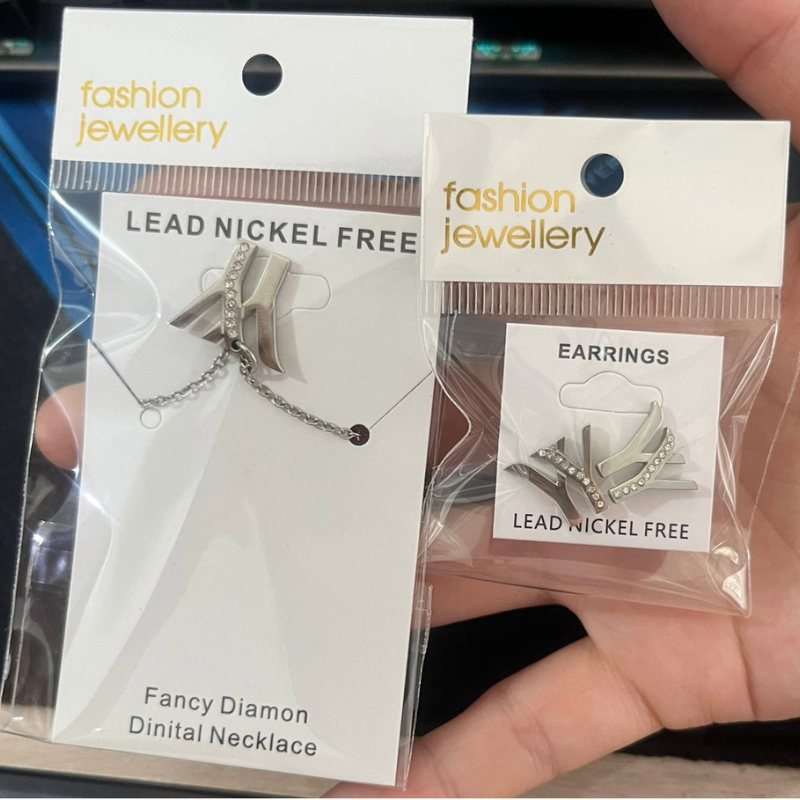 fashion
jewellery
LEAD NICKEL FREE
Fancy Diamon
Dinital Necklace
fashion
jewellery
EARRINGS
LEAD NICKEL FREE